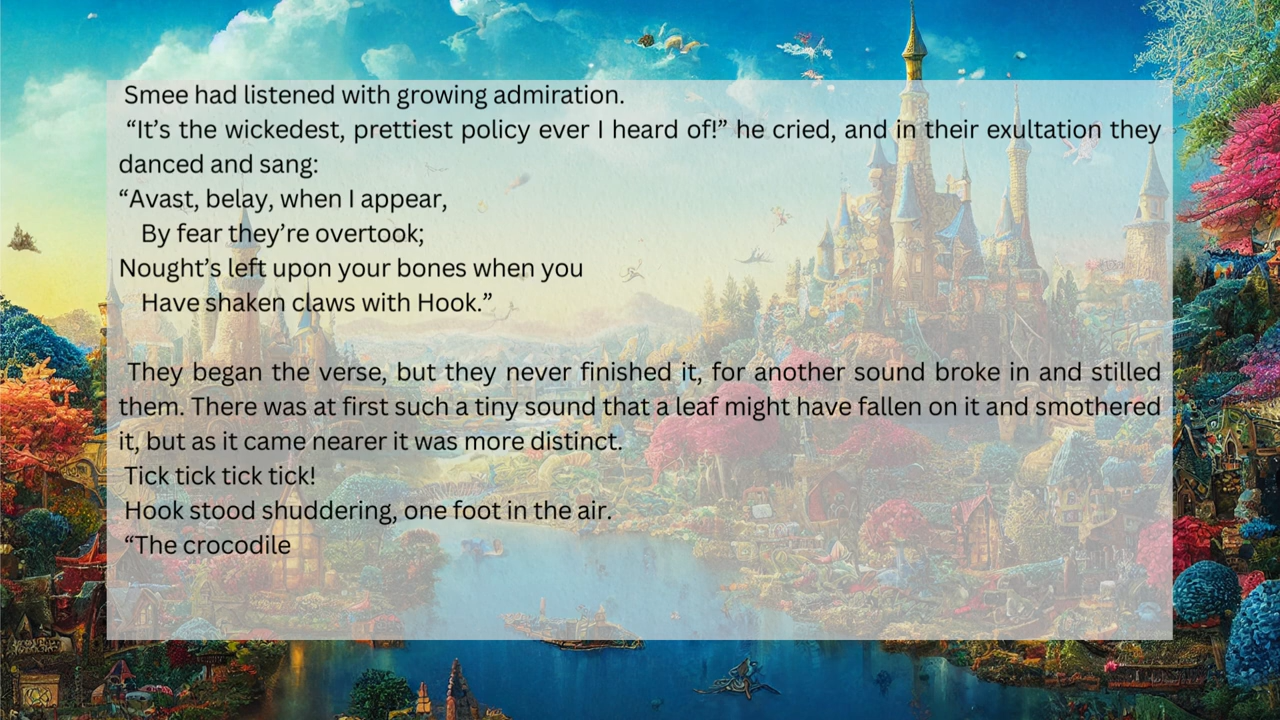 Smee had listened with growing admiration.
“It’s the wickedest, prettiest policy ever I heard of!” he cried, and in their exultation they
danced and sang:
“Avast, belay, when I appear,
By fear they’re overtook;
Nought’s left upon your bones when you
Have shaken claws with Hook.”
They began the verse, but they never finished it, for another sound broke in and stilled
them. There was at first such a tiny sound that a leaf might have fallen on it and smothered
it, but as it came nearer it was more distinct.
Tick tick tick tick!
Hook stood shuddering, one foot in the air.
“The crocodile